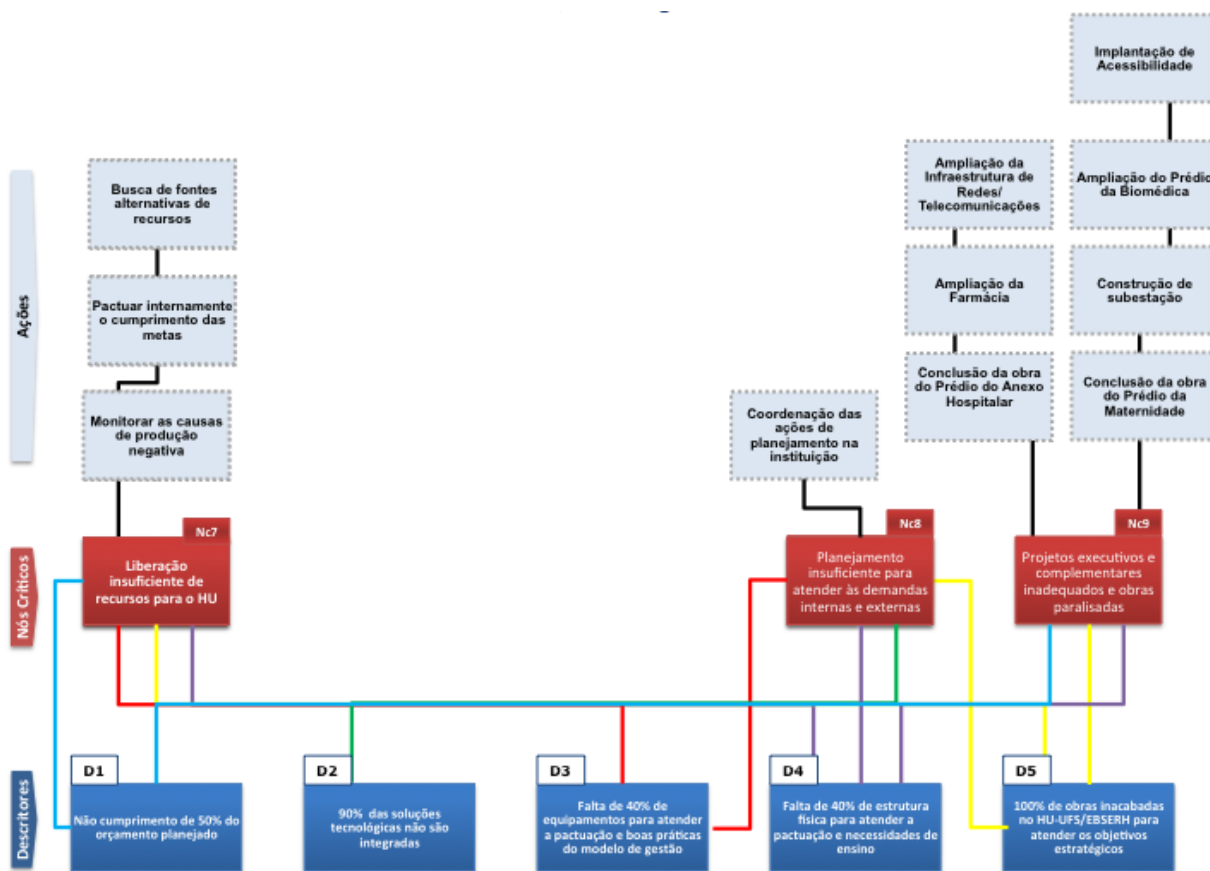 Implantação de
Acessibilidade
Busca de fontes
alternativas de
recursos
Ampliação da
Infraestrutura de
Redes/
Telecomunicações
Ampliação do Prédio
da Biomédica
Ações
Pactuar internamente
o cumprimento das
metas
Ampliação da
Farmácia
Construção de
subestação
Monitorar as causas
de produção
negativa
Coordenação das
ações de
planejamento na
instituição
Conclusão da obra
do Prédio do Anexo
Hospitalar
Conclusão da obra
do Prédio da
Maternidade
Nós Críticos
Nc7
Liberação
insuficiente de
recursos para o HU
Nc8
Planejamento
insuficiente para
atender às demandas
internas e externas
Nc9
Projetos executivos e
complementares
inadequados e obras
paralisadas
Descritores
D1
Não cumprimento de 50% do
orçamento planejado
D2
90% das soluções
tecnológicas não são
integradas
D3
Falta de 40% de
equipamentos para atender
a pactuação e boas práticas
do modelo de gestão
D4
Falta de 40% de estrutura
física para atender a
pactuação e necessidades de
ensino
D5
100% de obras inacabadas
no HU-UFS/EBSERH para
atender os objetivos
estratégicos